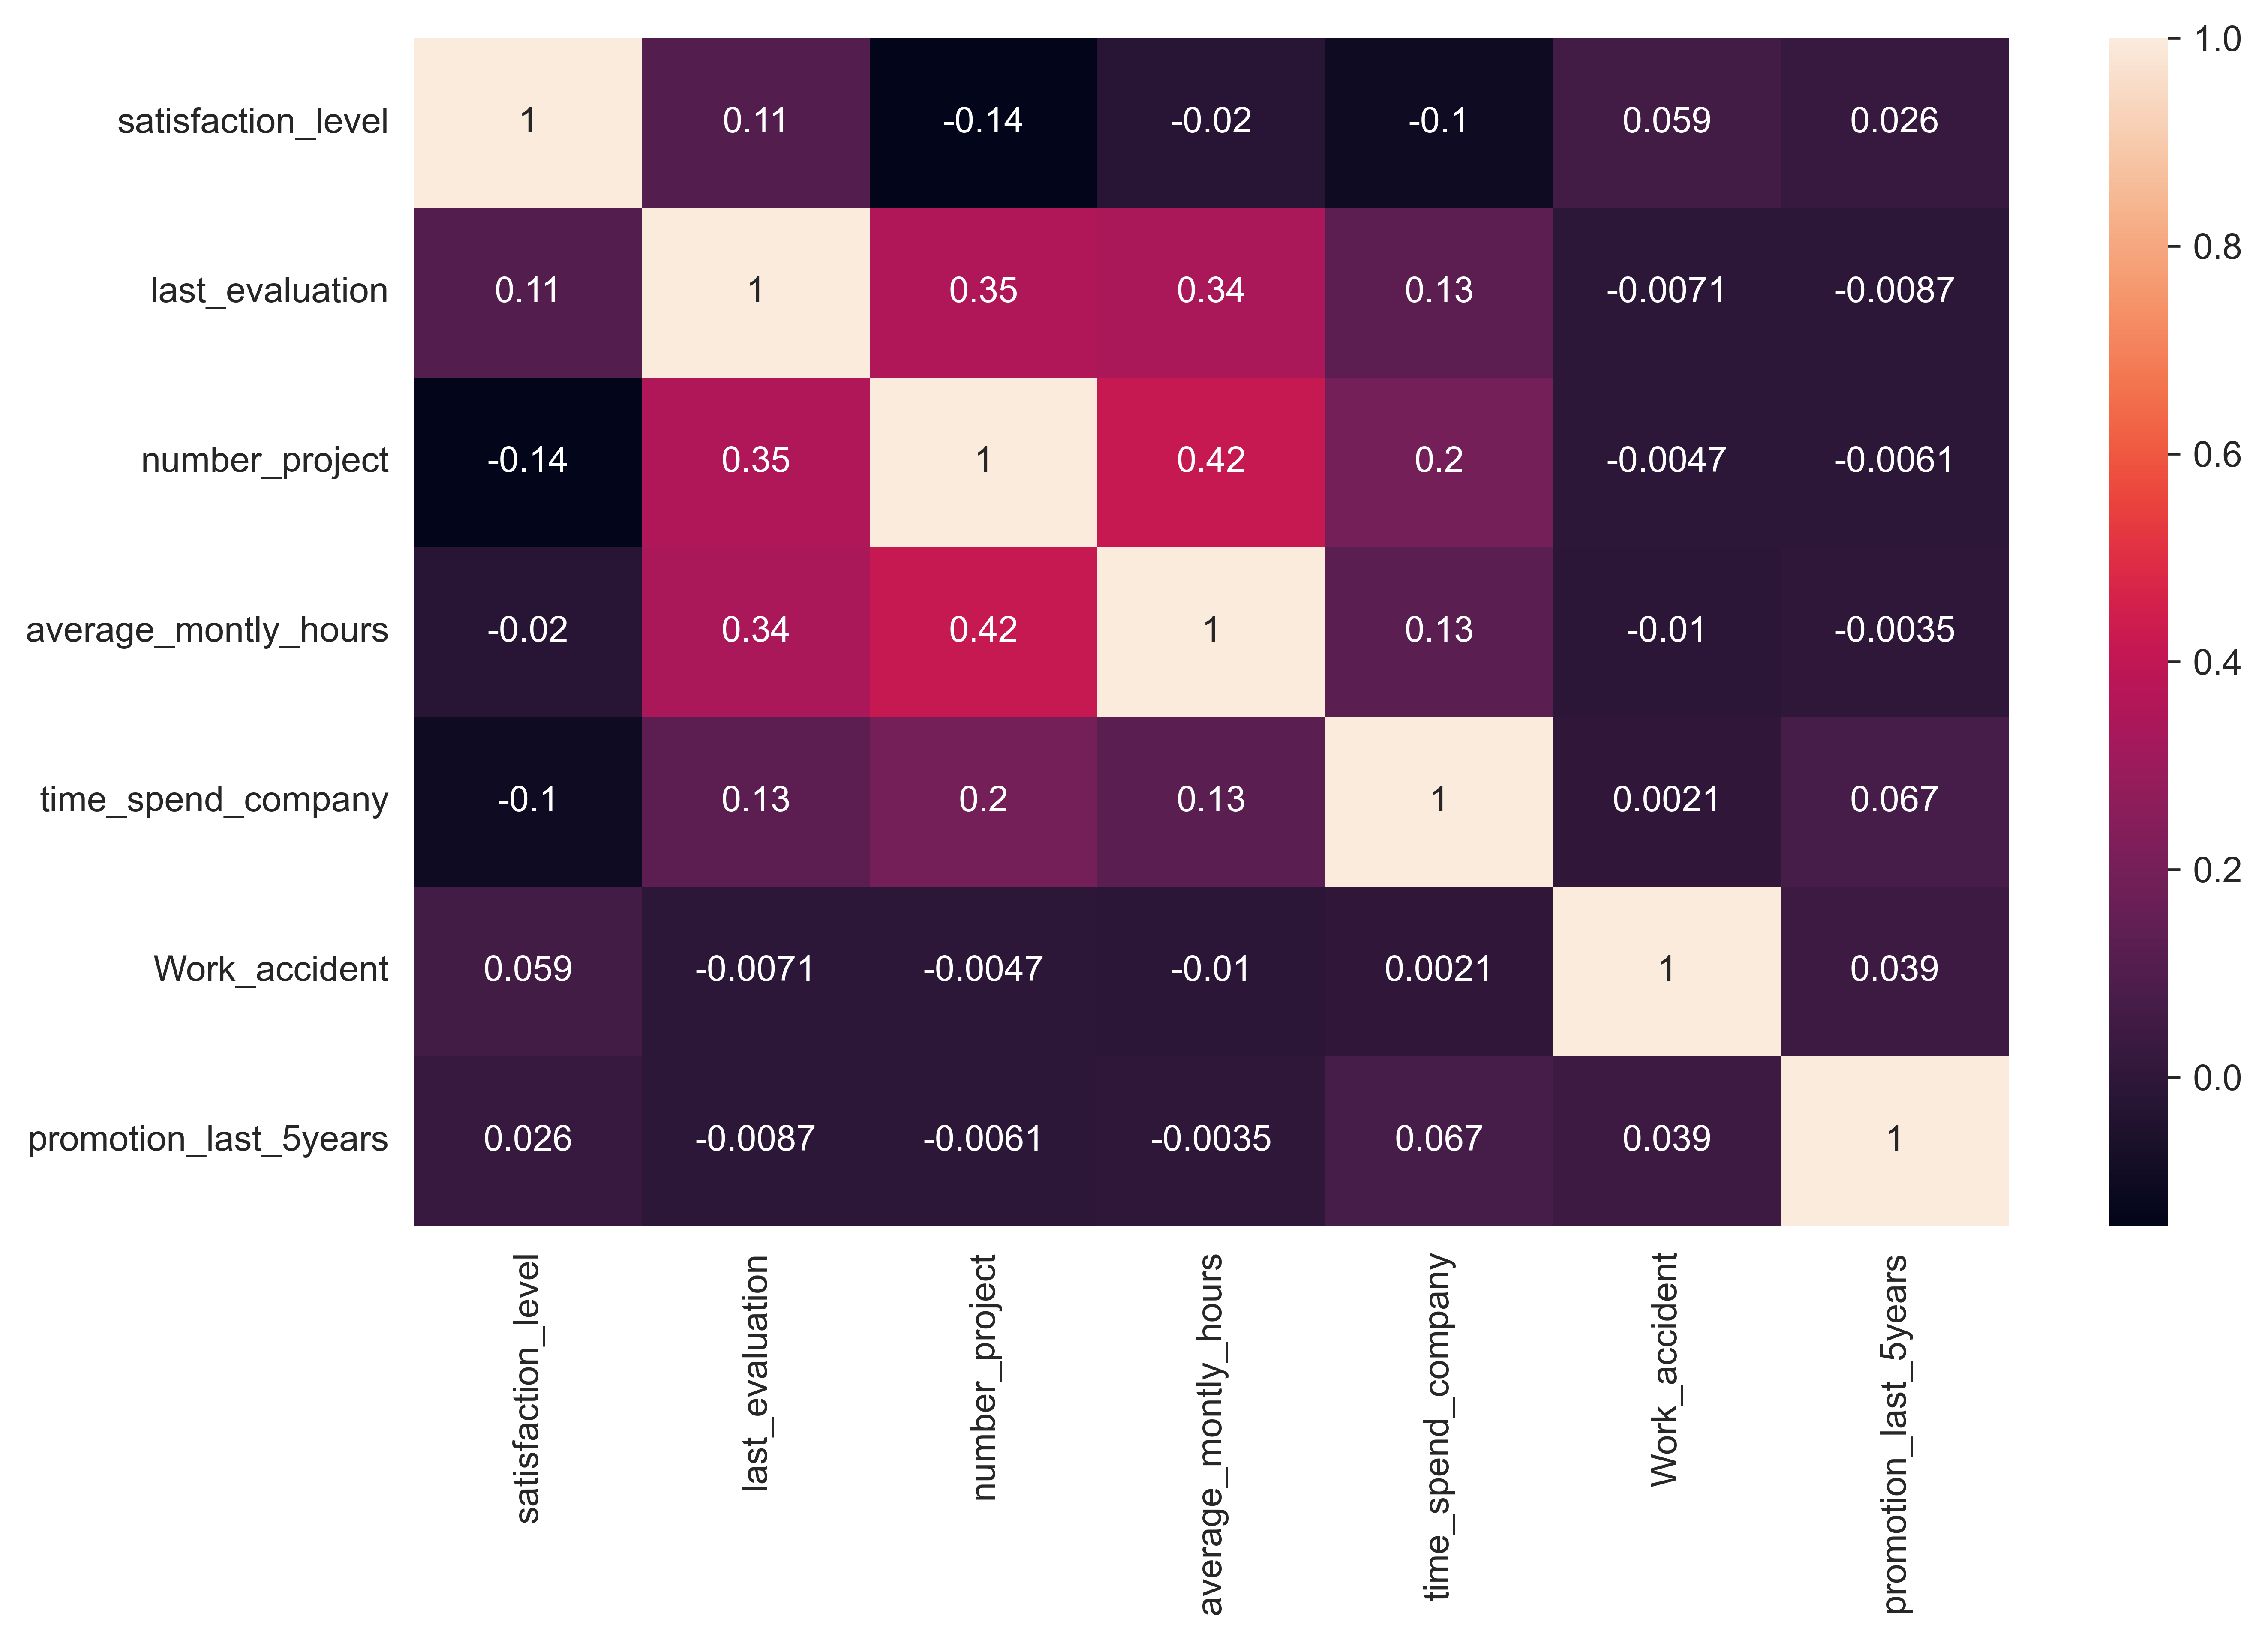 satisfaction_level 1 0.11 -0.14 -0.02 -0.1 0.059 0.026
last_evaluation 0.11 1 0.35 0.34 0.13 -0.0071 -0.0087
number_project -0.14 0.35 1 0.42 0.2 -0.0047 -0.0061
average_montly_hours -0.02 0.34 0.42 1 0.13 -0.01 -0.0035
time_spend_company -0.1 0.13 0.2 0.13 1 0.0021 0.067
Work_accident 0.059 -0.0071 -0.0047 -0.01 0.0021 1 0.039
promotion_last_5years 0.026 -0.0087 -0.0061 -0.0035 0.067 0.039 1
satisfaction_level
last_evaluation
number_project
average_montly_hours
time_spend_company
Work_accident
promotion_last_5years
1.0
0.8
0.6
0.4
0.2
0.0